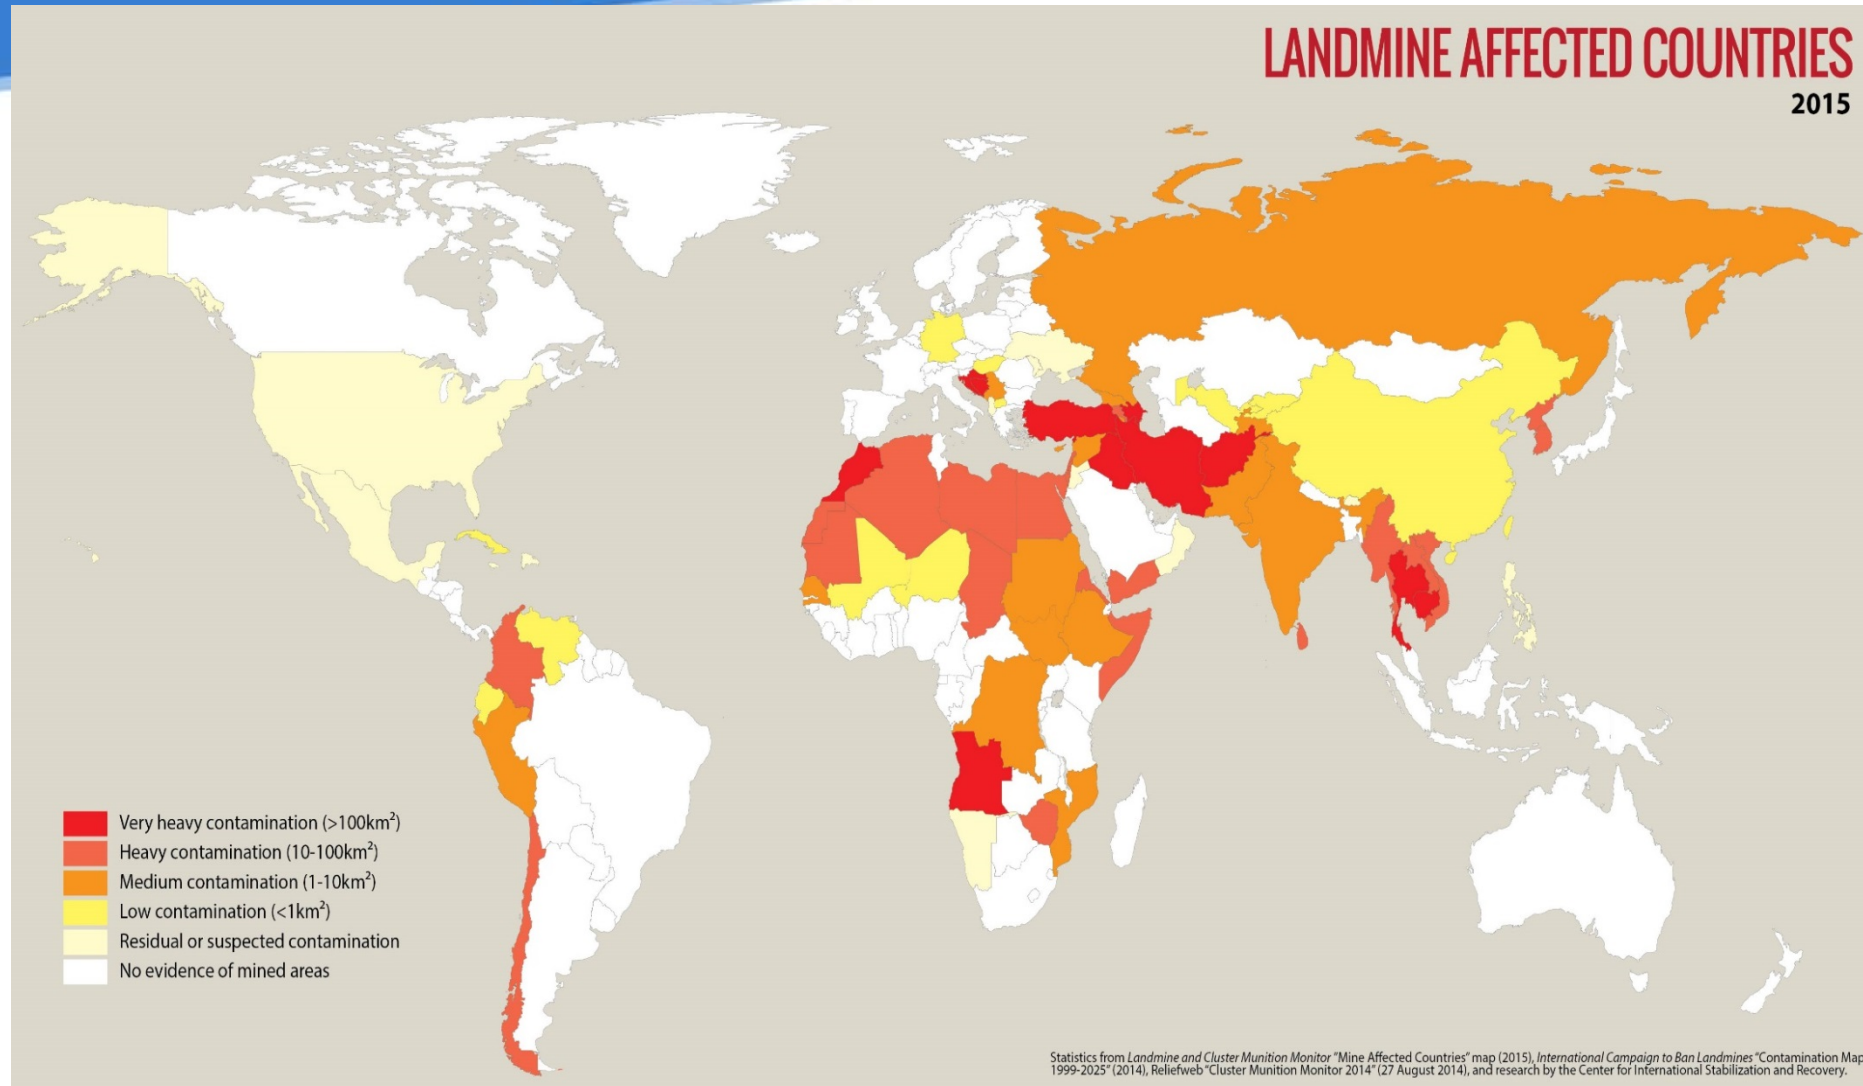 LANDMINE AFFECTED COUNTRIES
2015
Very heavy contamination (>100km²)
Heavy contamination (10-100km²)
Medium contamination (1-10km²)
Low contamination (<1km²)
Residual or suspected contamination
No evidence of mined areas
Statistics from Landmine and Cluster Munition Monitor "Mine Affected Countries" map (2015), International Campaign to Ban Landmines "Contamination Map
1999-2025" (2014), Reliefweb "Cluster Munition Monitor 2014" (27 August 2014), and research by the Center for International Stabilization and Recovery.